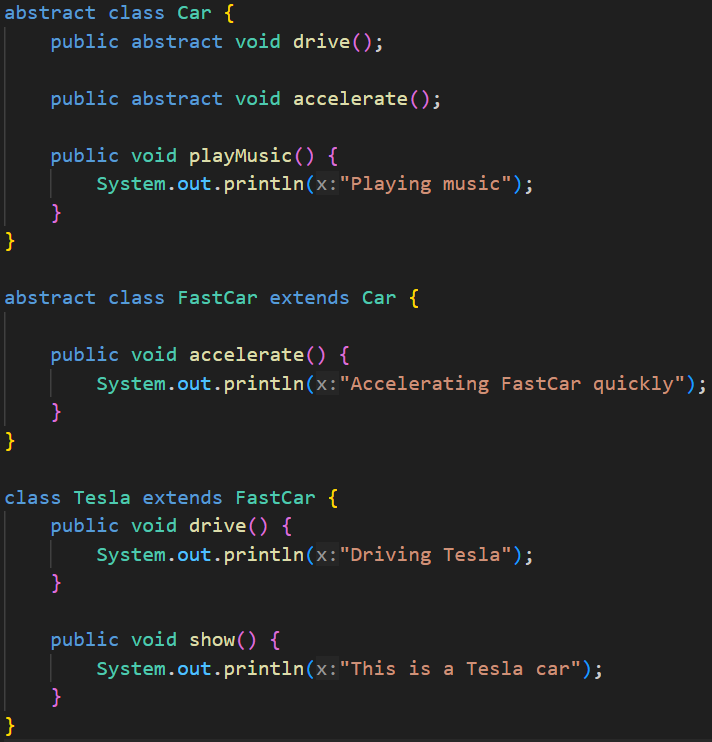 abstract class Car {
    public abstract void drive();

    public abstract void accelerate();

    public void playMusic() {
        System.out.println(x:"Playing music");
    }
}

abstract class FastCar extends Car {

    public void accelerate() {
        System.out.println(x:"Accelerating FastCar quickly");
    }
}

class Tesla extends FastCar {
    public void drive() {
        System.out.println(x:"Driving Tesla");
    }

    public void show() {
        System.out.println(x:"This is a Tesla car");
    }
}